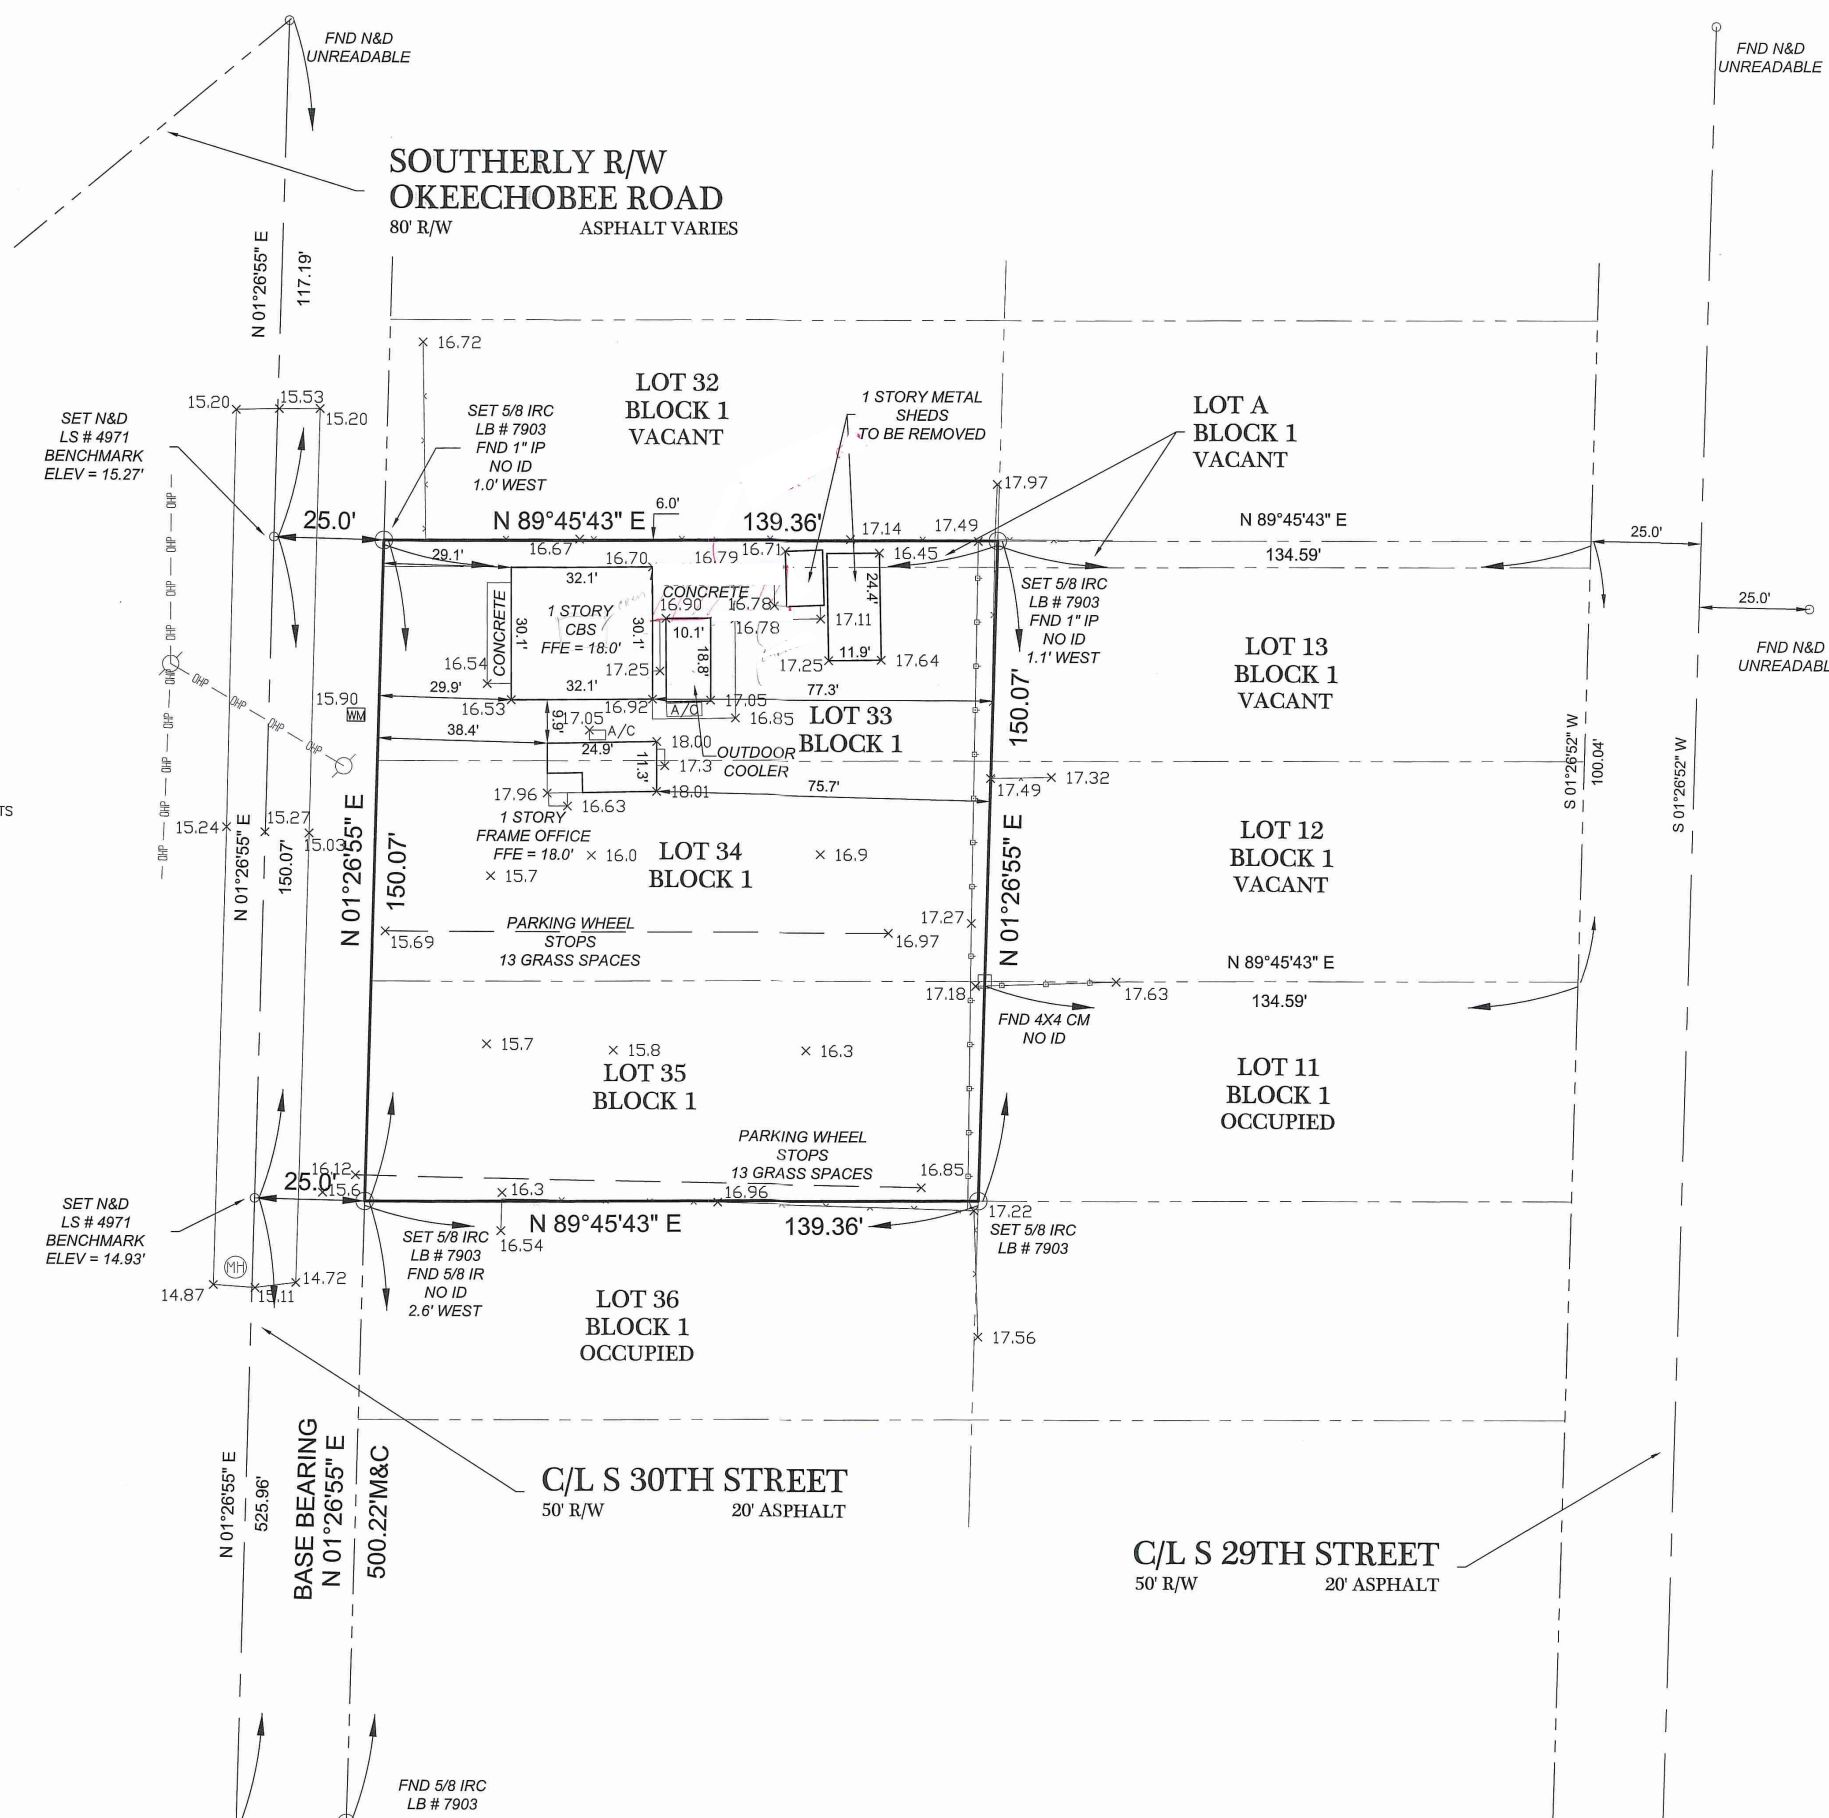 FND N&D
UNREADABLE
FND N&D
UNREADABLE
SOUTHERLY R/W
OKEECHOBEE ROAD
80' R/W ASPHALT VARIES
N 01°26'55" E
117.19'
16.72
15.20
15.53
15.20
SET N&D
LS # 4971
BENCHMARK
ELEV = 15.27'
SET 5/8 IRC
LB # 7903
FND 1" IP
NO ID
1.0' WEST
LOT 32
BLOCK 1
VACANT
1 STORY METAL
SHEDS
TO BE REMOVED
LOT A
BLOCK 1
VACANT
17.97
25.0'
N 89°45'43" E
6.0'
139.36'
17.14
17.49
N 89°45'43" E
134.59'
25.0'
29.1'
16.67
16.70
16.79
16.71
16.45
32.1'
CONCRETE
16.90
16.78
16.78
24.4'
17.11
11.9'
17.25
17.64
CONCRETE
30.1'
1 STORY
CBS
FFE = 18.0'
30.1'
10.1'
18.8'
17.25
16.54
SET 5/8 IRC
LB # 7903
FND 1" IP
NO ID
1.1' WEST
25.0'
FND N&D
UNREADABL
LOT 13
BLOCK 1
VACANT
OHP
OHP
OHP
OHP
OHP
OHP
OHP
OHP
OHP
OHP
15.90
WM
29.9'
16.53
32.1'
16.92
17.05
A/C
77.3'
16.85
LOT 33
BLOCK 1
150.07'
38.4'
9.9'
17.05
A/C
24.9'
18.00
11.3'
17.3
18.01
OUTDOOR
COOLER
75.7'
17.49
17.32
17.96
16.63
1 STORY
FRAME OFFICE
FFE = 18.0'
16.0
15.7
LOT 34
BLOCK 1
16.9
S 01°26'52" W
100.04'
S 01°26'52" W
TS
15.24
15.27
15.03
N 01°26'55" E
150.07'
N 01°26'55" E
150.07'
N 01°26'55" E
LOT 12
BLOCK 1
VACANT
PARKING WHEEL
STOPS
13 GRASS SPACES
15.69
16.97
17.27
17.18
17.63
N 89°45'43" E
134.59'
FND 4X4 CM
NO ID
15.7
15.8
16.3
LOT 35
BLOCK 1
LOT 11
BLOCK 1
OCCUPIED
PARKING WHEEL
STOPS
13 GRASS SPACES
16.85
16.12
25.0'
15.6
16.3
16.96
16.54
N 89°45'43" E
139.36'
17.22
SET 5/8 IRC
LB # 7903
SET N&D
LS # 4971
BENCHMARK
ELEV = 14.93'
SET 5/8 IRC
LB # 7903
FND 5/8 IR
NO ID
2.6' WEST
MH
14.87
15.11
14.72
LOT 36
BLOCK 1
OCCUPIED
17.56
N 01°26'55" E
525.96'
BASE BEARING
N 01°26'55" E
500.22'M&C
C/L S 30TH STREET
50' R/W 20' ASPHALT
C/L S 29TH STREET
50' R/W 20' ASPHALT
FND 5/8 IRC
LB # 7903